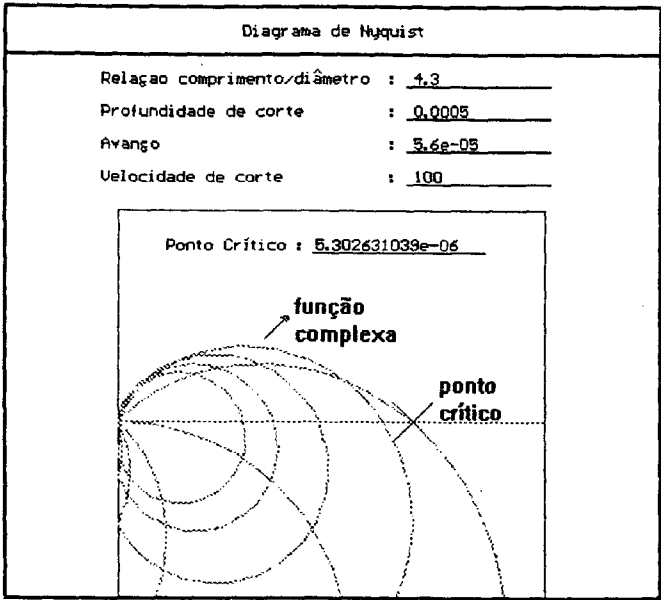 Diagrama de Nyquist
Relaçao comprimento/diâmetro : 4.3
Profundidade de corte : 0.0005
Avanço : 5.6e-05
Velocidade de corte : 100
Ponto Crítico : 5.302631039e-06
função
complexa
ponto
crítico